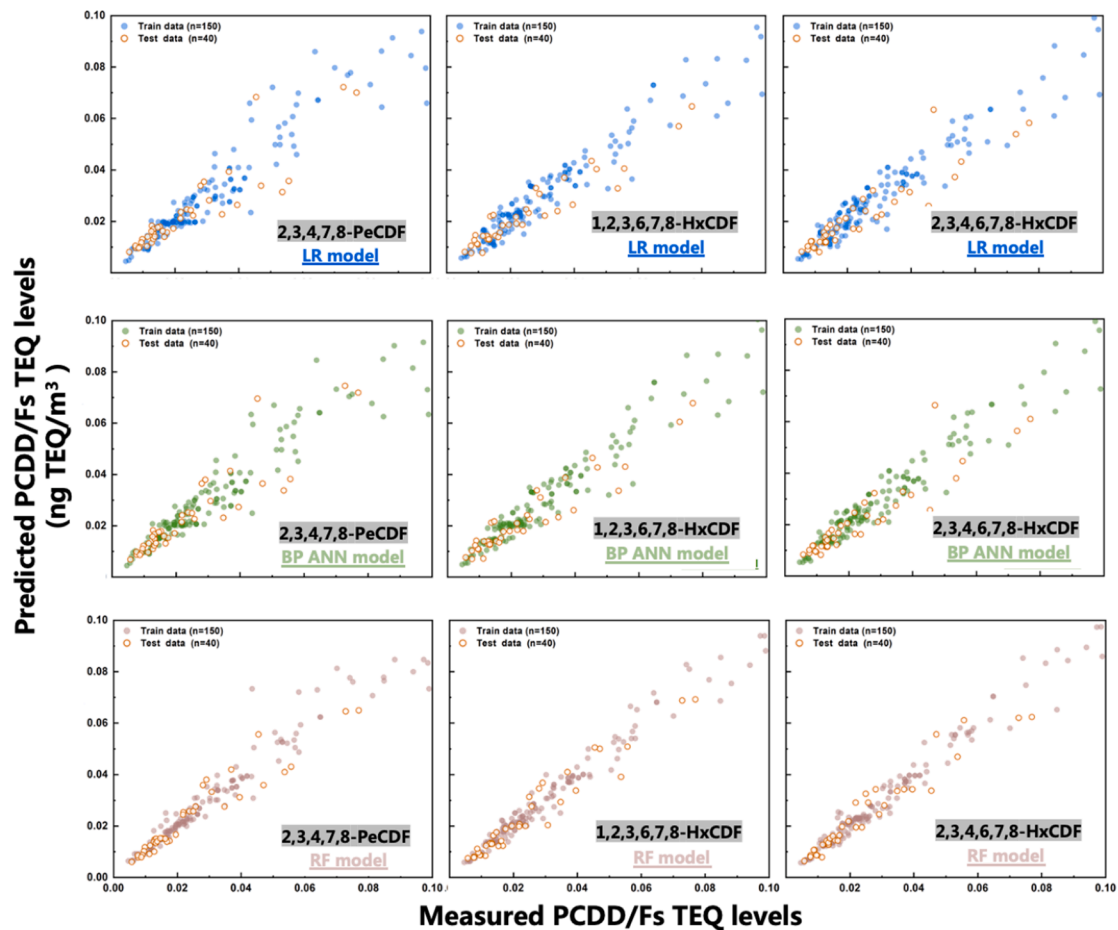 Predicted PCDD/Fs TEQ levels
(ng TEQ/m³)
0.10
0.08
0.06
0.04
0.02
Train data (n=150)
Test data (n=40)
2,3,4,7,8-PeCDF
LR model
Train data (n=150)
Test data (n=40)
1,2,3,6,7,8-HxCDF
LR model
Train data (n=150)
Test data (n=40)
2,3,4,6,7,8-HxCDF
LR model
0.10
0.08
0.06
0.04
0.02
Train data (n=150)
Test data (n=40)
2,3,4,7,8-PeCDF
BP ANN model
Train data (n=150)
Test data (n=40)
1,2,3,6,7,8-HxCDF
BP ANN model
Train data (n=150)
Test data (n=40)
2,3,4,6,7,8-HxCDF
BP ANN model
0.10
0.08
0.06
0.04
0.02
0.00
Train data (n=150)
Test data (n=40)
2,3,4,7,8-PeCDF
RF model
Train data (n=150)
Test data (n=40)
1,2,3,6,7,8-HxCDF
RF model
Train data (n=150)
Test data (n=40)
2,3,4,6,7,8-HxCDF
RF model
0.00 0.02 0.04 0.06 0.08 0.10
0.02 0.04 0.06 0.08 0.10
0.02 0.04 0.06 0.08 0.10
Measured PCDD/Fs TEQ levels